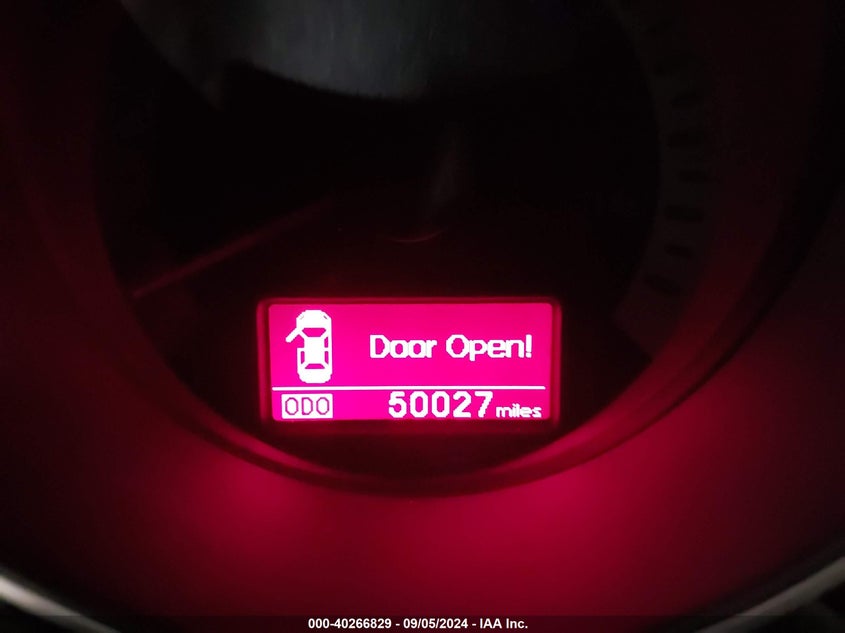 Door Open!
ODO 50027 miles
000-40266829 - 09/05/2024 - IAA Inc.